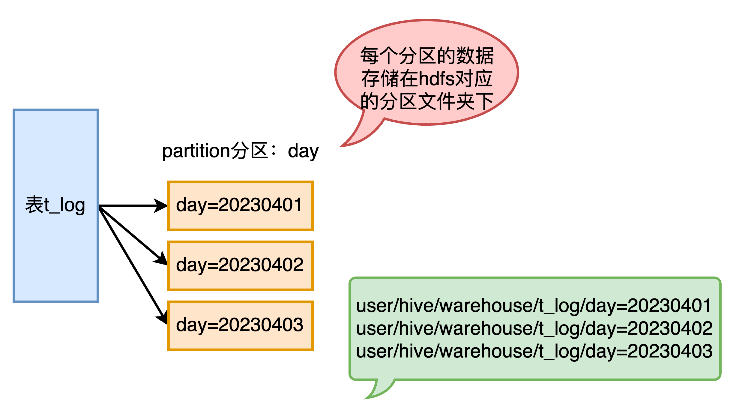 每个分区的数据
存储在hdfs对应
的分区文件夹下
partition分区：day
表t_log
day=20230401
day=20230402
day=20230403
user/hive/warehouse/t_log/day=20230401
user/hive/warehouse/t_log/day=20230402
user/hive/warehouse/t_log/day=20230403